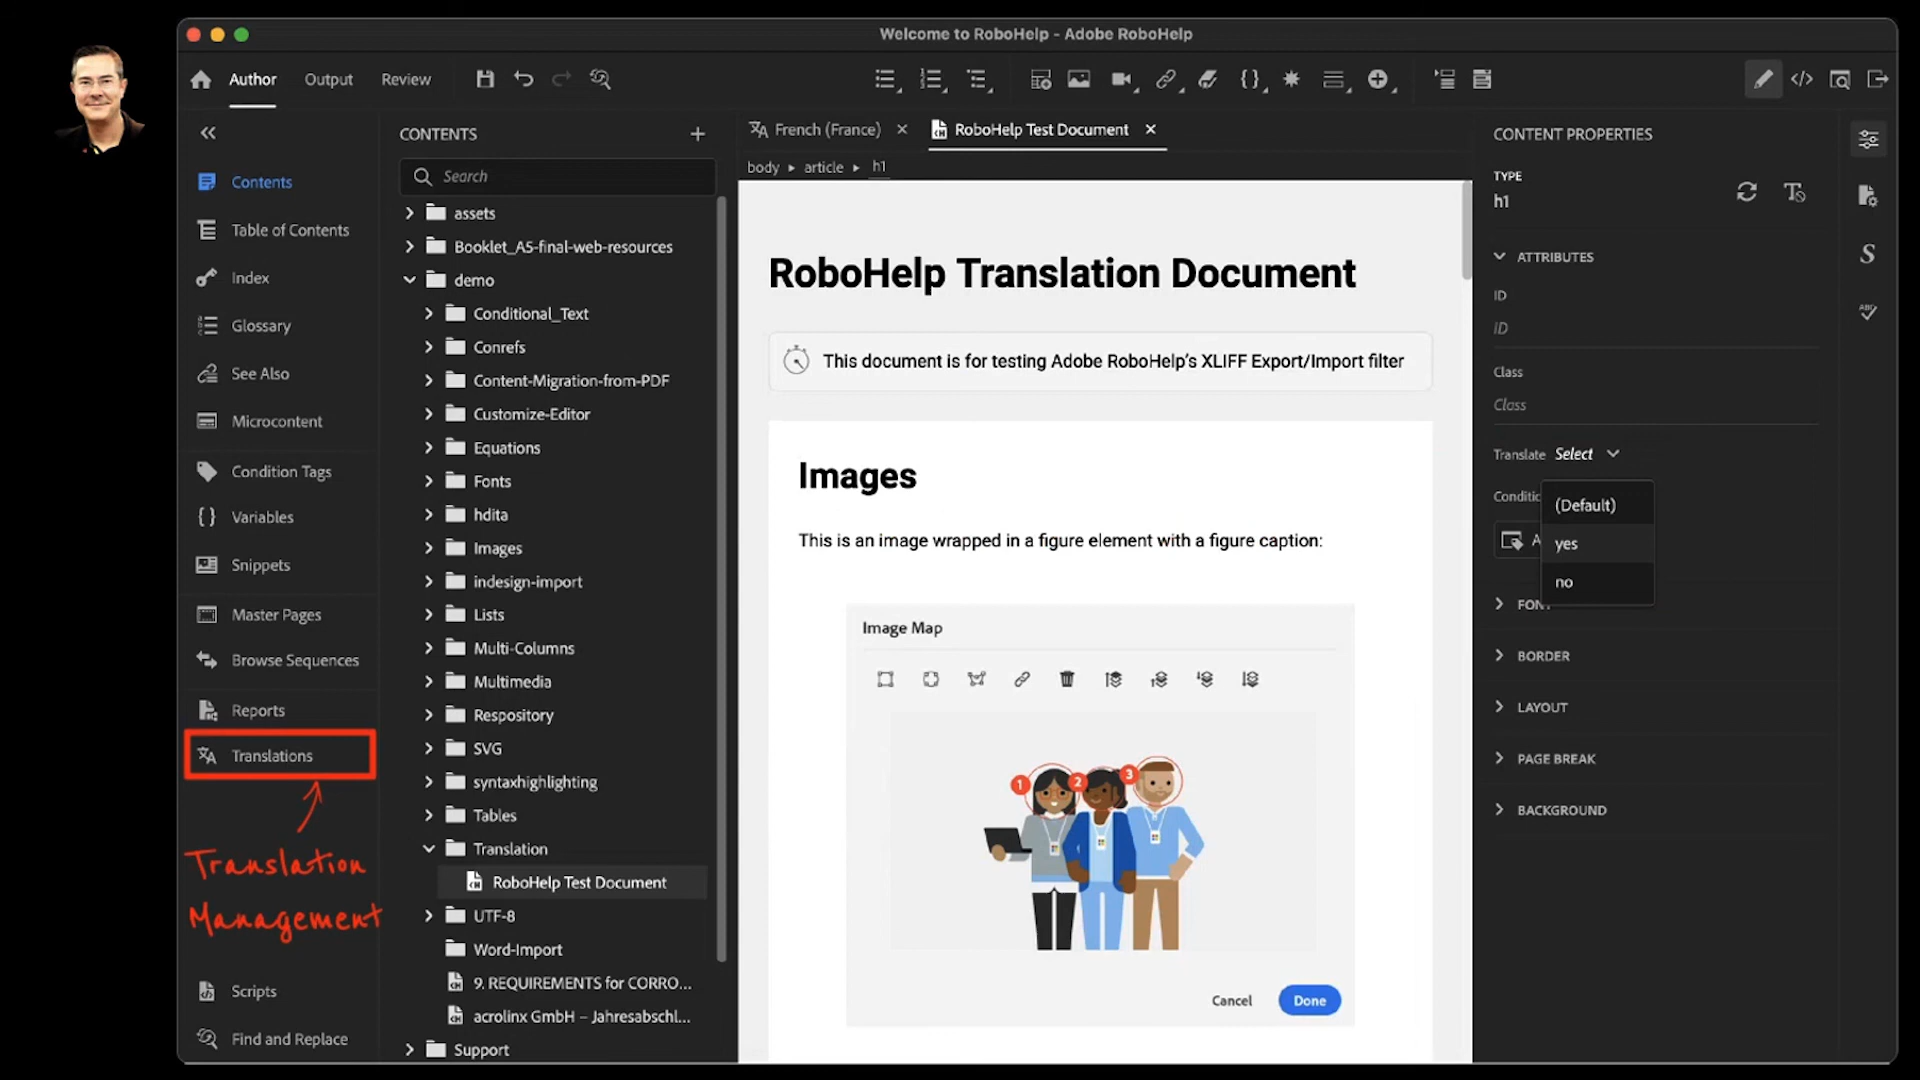 Welcome to RoboHelp - Adobe RoboHelp
Author
Output
Review
Contents
Table of Contents
Index
Glossary
See Also
Microcontent
Condition Tags
Variables
Snippets
Master Pages
Browse Sequences
Reports
Translations
Translation
Management
Scripts
Find and Replace
CONTENTS
Search
assets
Booklet_A5-final-web-resources
demo
Conditional_Text
Conrefs
Content-Migration-from-PDF
Customize-Editor
Equations
Fonts
hdita
Images
indesign-import
Lists
Multi-Columns
Multimedia
Respository
SVG
syntaxhighlighting
Tables
Translation
RoboHelp Test Document
UTF-8
Word-Import
9. REQUIREMENTS for CORRO...
acrolinx GmbH – Jahresabschl...
Support
French (France)
RoboHelp Test Document
body article h1
RoboHelp Translation Document
This document is for testing Adobe RoboHelp's XLIFF Export/Import filter
Images
This is an image wrapped in a figure element with a figure caption:
Image Map
1 2 3
Cancel Done
CONTENT PROPERTIES
TYPE
h1
ATTRIBUTES
ID
ID
Class
Class
Translate Select
Conditio
(Default)
A
yes
no
FONT
BORDER
LAYOUT
PAGE BREAK
BACKGROUND
S
ABC